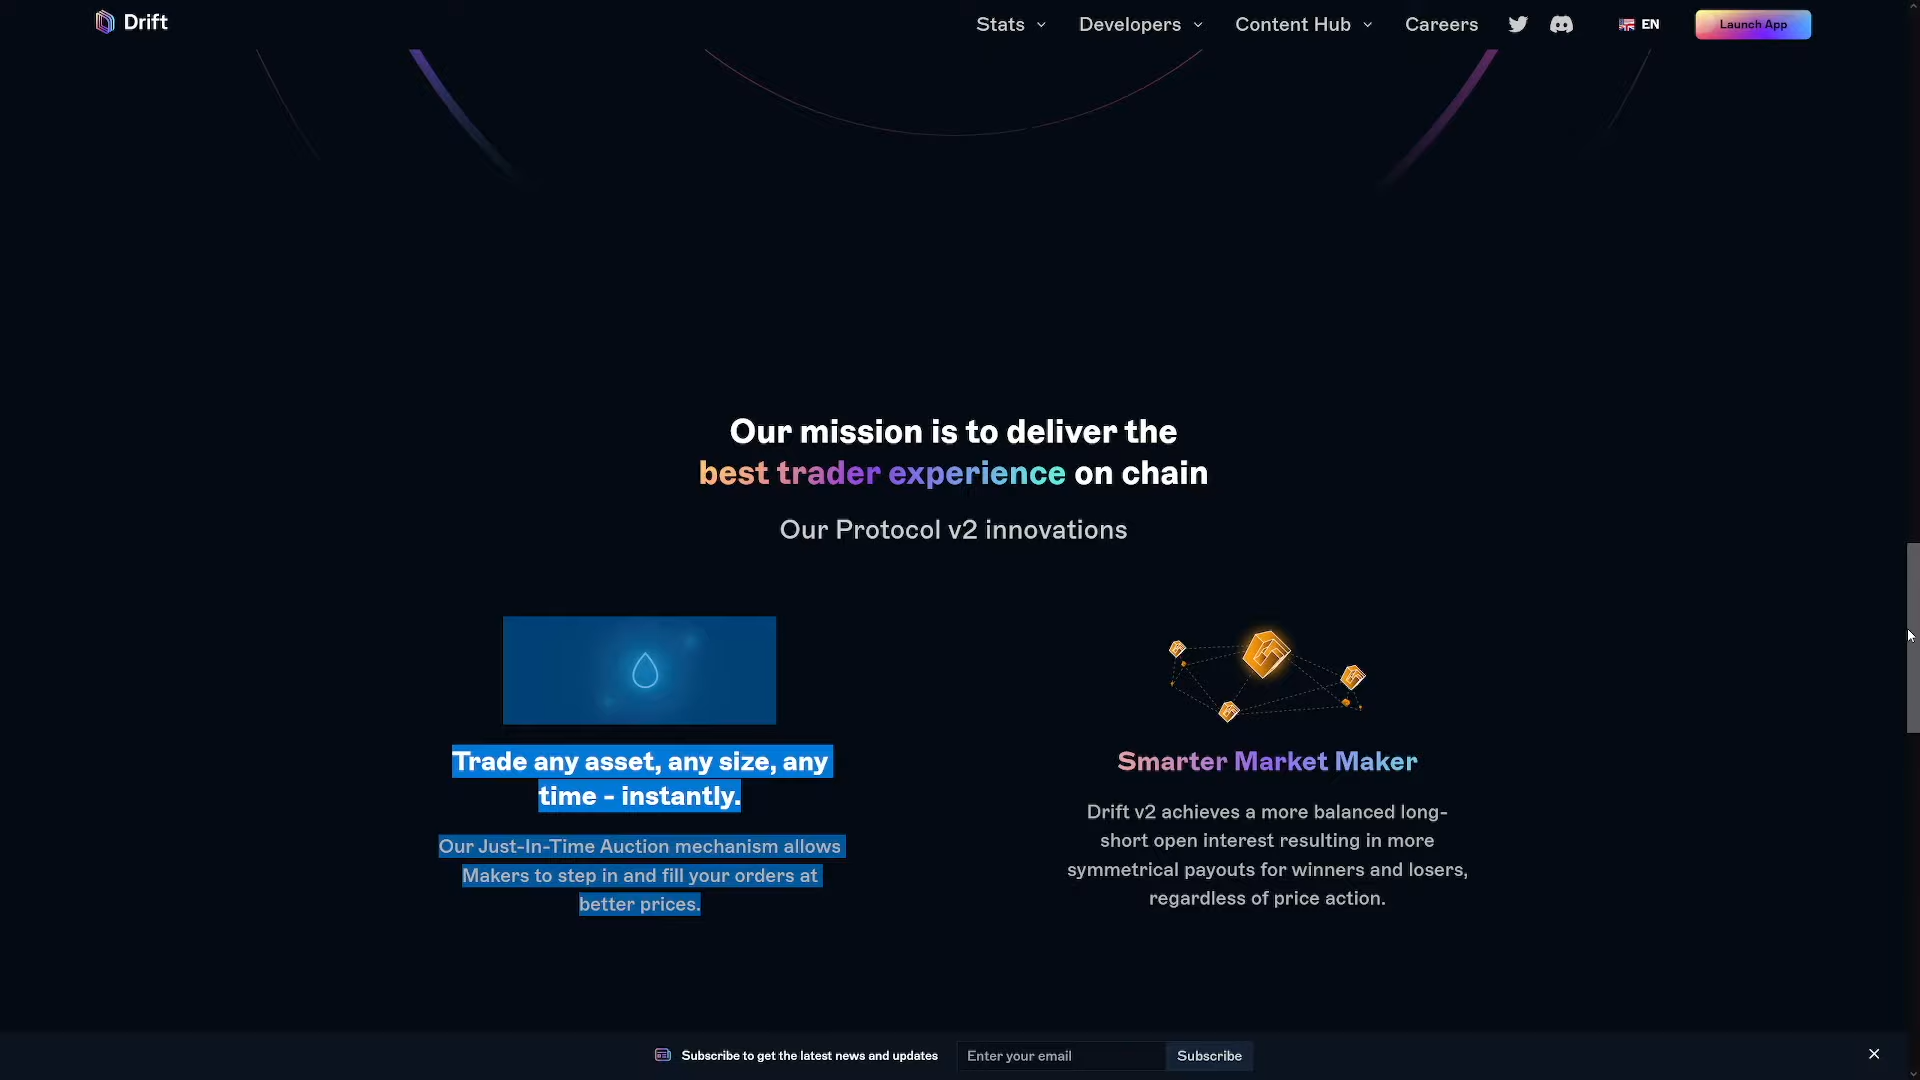 Drift
Stats
Developers
Content Hub
Careers
EN
Launch App
Our mission is to deliver the
best trader experience on chain
Our Protocol v2 innovations
Trade any asset, any size, any
time - instantly.
Our Just-In-Time Auction mechanism allows
Makers to step in and fill your orders at
better prices.
Smarter Market Maker
Drift v2 achieves a more balanced long-
short open interest resulting in more
symmetrical payouts for winners and losers,
regardless of price action.
Subscribe to get the latest news and updates
Enter your email
Subscribe